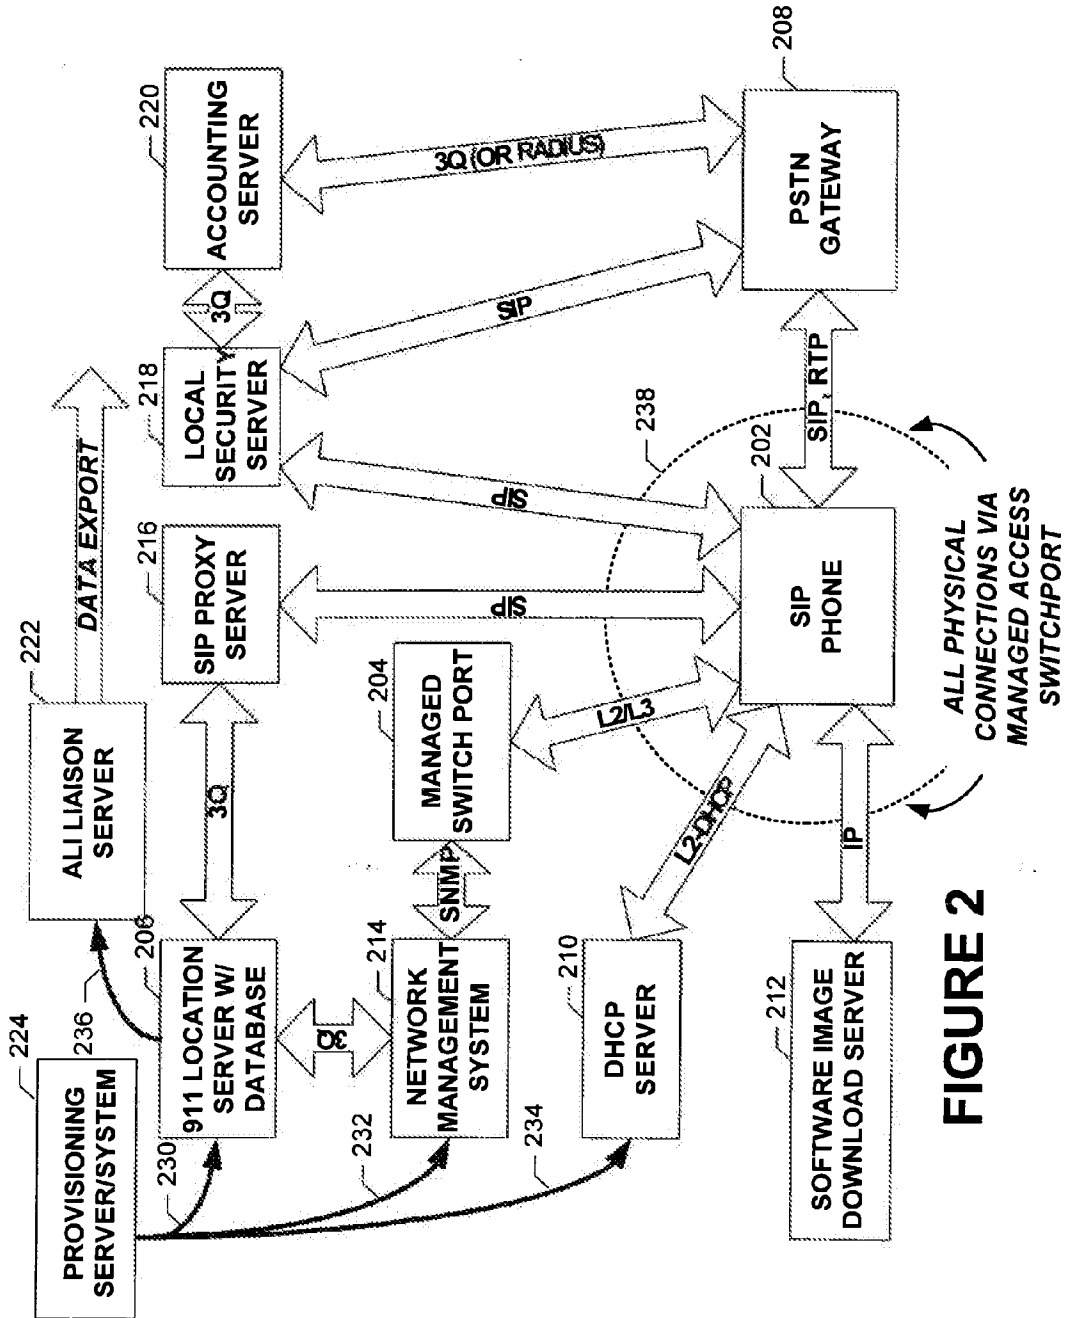 224
PROVISIONING
SERVER/SYSTEM
236
222
ALI LIAISON
SERVER
DATA EXPORT
230
206
911 LOCATION
SERVER W/
DATABASE
3Q
216
SIP PROXY
SERVER
218
LOCAL
SECURITY
SERVER
3Q
220
ACCOUNTING
SERVER
3Q
232
214
NETWORK
MANAGEMENT
SYSTEM
SNMP
204
MANAGED
SWITCH PORT
SIP
SIP
SIP
3Q (OR RADIUS)
234
210
DHCP
SERVER
L2-DHCP
L2/L3
238
212
SOFTWARE IMAGE
DOWNLOAD SERVER
IP
202
SIP
PHONE
SIP, RTP
208
PSTN
GATEWAY
ALL PHYSICAL
CONNECTIONS VIA
MANAGED ACCESS
SWITCHPORT
FIGURE 2